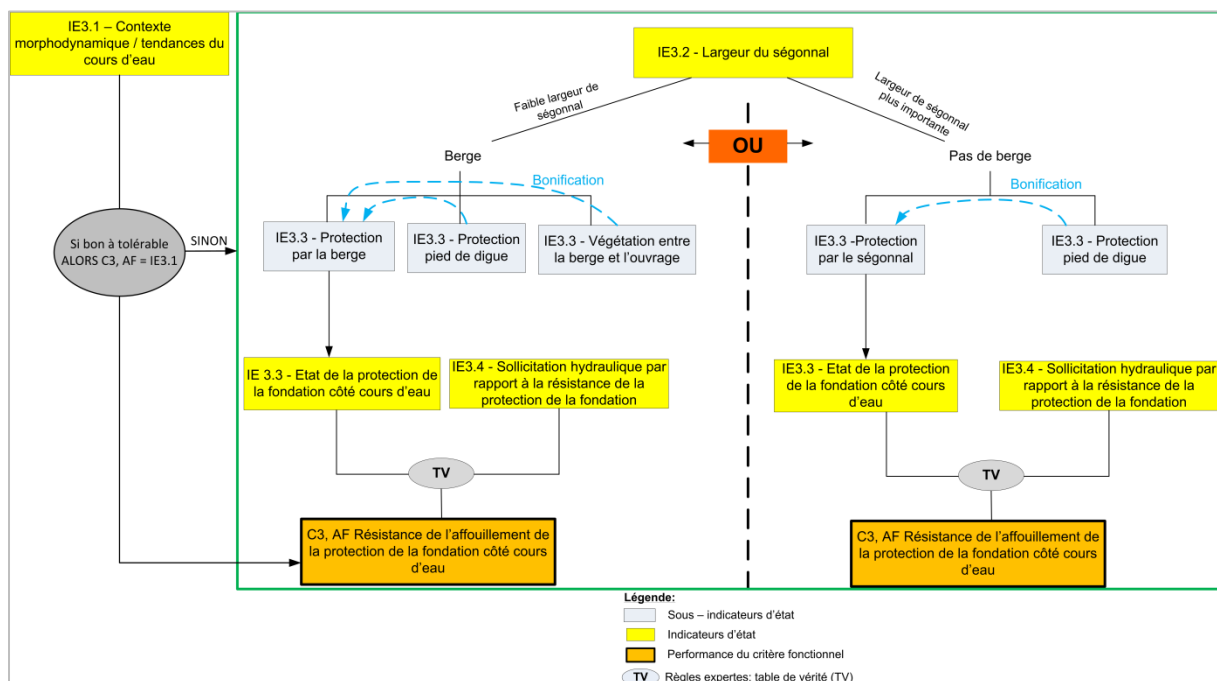 IE3.1 – Contexte
morphodynamique / tendances du
cours d'eau
IE3.2 - Largeur du ségonnal
Faible largeur de
ségonnal
Largeur de ségonnal
plus importante
OU
Berge
Pas de berge
Bonification
Bonification
Si bon à tolérable
ALORS C3, AF = IE3.1
SINON
IE3.3 - Protection
par la berge
IE3.3 - Protection
pied de digue
IE3.3 - Végétation entre
la berge et l'ouvrage
IE3.3 -Protection
par le ségonnal
IE3.3 - Protection
pied de digue
IE 3.3 - Etat de la protection de
la fondation côté cours
d'eau
IE3.4 - Sollicitation hydraulique par
rapport à la résistance de la
protection de la fondation
IE3.3 - Etat de la protection
de la fondation côté cours
d'eau
IE3.4 - Sollicitation hydraulique par
rapport à la résistance de la
protection de la fondation
TV
TV
C3, AF Résistance de l'affouillement de
la protection de la fondation côté cours
d'eau
C3, AF Résistance de l'affouillement de
la protection de la fondation côté cours
d'eau
Légende:
Sous – indicateurs d'état
Indicateurs d'état
Performance du critère fonctionnel
TV Règles expertes: table de vérité (TV)